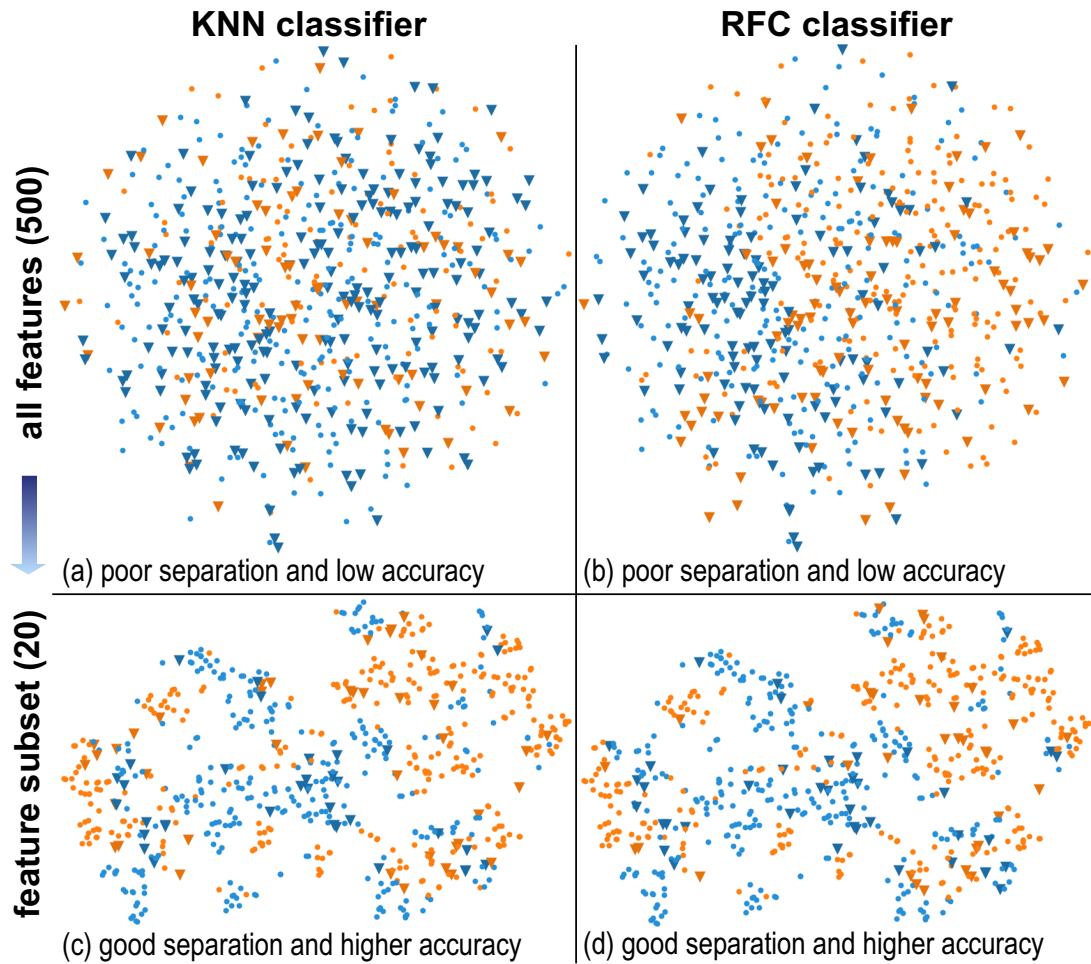 KNN classifier
RFC classifier
all features (500)
(a) poor separation and low accuracy
(b) poor separation and low accuracy
feature subset (20)
(c) good separation and higher accuracy
(d) good separation and higher accuracy